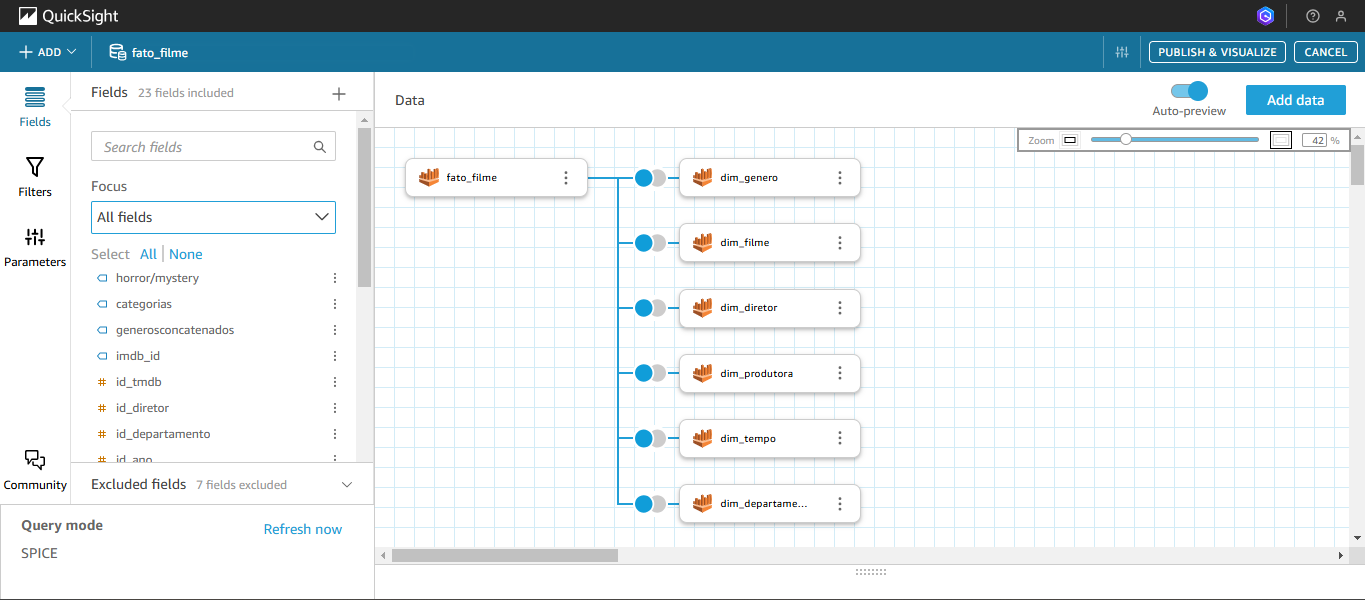 QuickSight
ADD
fato_filme
PUBLISH & VISUALIZE
CANCEL
Fields
Filters
Parameters
Community
Fields 23 fields included
Search fields
Focus
All fields
Select All None
horror/mystery
categorias
generosconcatenados
imdb_id
id_tmdb
id_diretor
id_departamento
id_ano
Excluded fields 7 fields excluded
Query mode
Refresh now
SPICE
Data
Auto-preview
Add data
Zoom 42 %
fato_filme
dim_genero
dim_filme
dim_diretor
dim_produtora
dim_tempo
dim_departame...